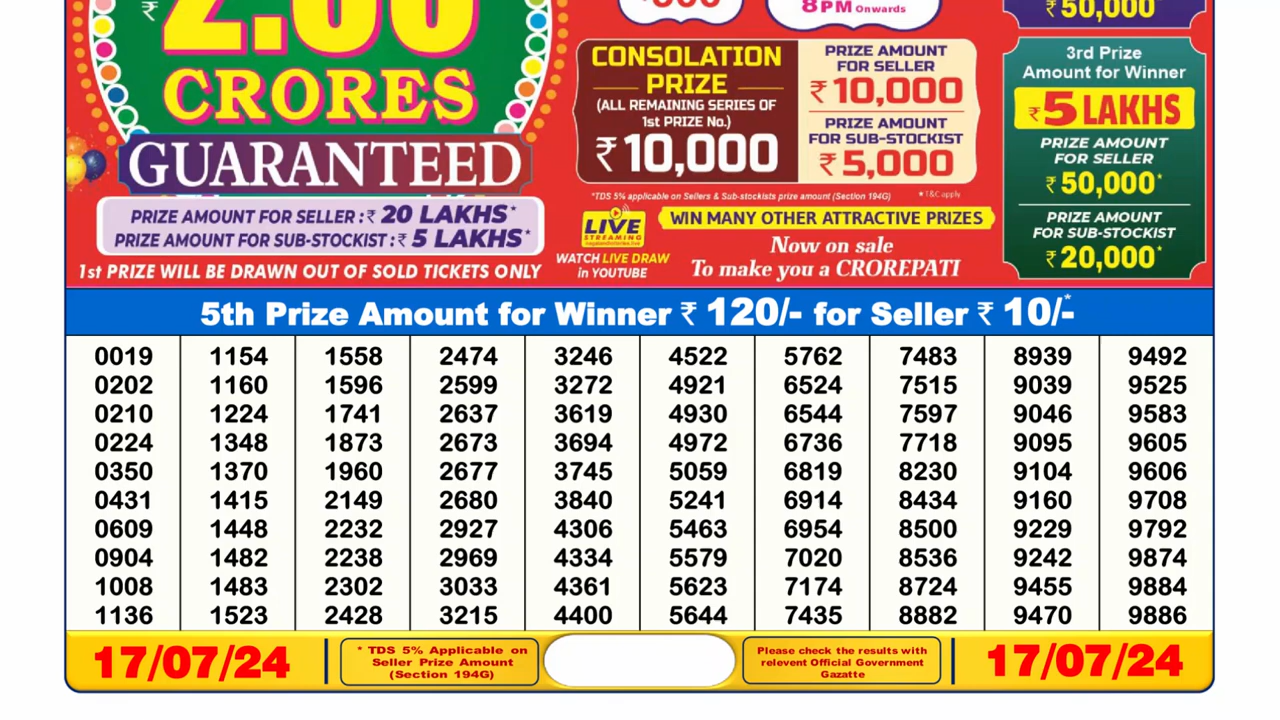 ₹ 2.00
CRORES
GUARANTEED
PRIZE AMOUNT FOR SELLER :₹ 20 LAKHS*
PRIZE AMOUNT FOR SUB-STOCKIST :₹ 5 LAKHS*
1st PRIZE WILL BE DRAWN OUT OF SOLD TICKETS ONLY
8PM Onwards
CONSOLATION
PRIZE
(ALL REMAINING SERIES OF
1st PRIZE No.)
₹10,000
PRIZE AMOUNT
FOR SELLER
₹10,000
PRIZE AMOUNT
FOR SUB-STOCKIST
₹5,000
*TDS 5% applicable on Sellers & Sub-stockists prize amount (Section 194G)
*T&C apply
LIVE
STREAMING
WATCH LIVE DRAW
in YOUTUBE
WIN MANY OTHER ATTRACTIVE PRIZES
Now on sale
To make you a CROREPATI
₹50,000*
3rd Prize
Amount for Winner
₹5 LAKHS
PRIZE AMOUNT
FOR SELLER
₹50,000*
PRIZE AMOUNT
FOR SUB-STOCKIST
₹20,000*
5th Prize Amount for Winner ₹ 120/- for Seller ₹ 10/-*
0019 1154 1558 2474 3246 4522 5762 7483 8939 9492
0202 1160 1596 2599 3272 4921 6524 7515 9039 9525
0210 1224 1741 2637 3619 4930 6544 7597 9046 9583
0224 1348 1873 2673 3694 4972 6736 7718 9095 9605
0350 1370 1960 2677 3745 5059 6819 8230 9104 9606
0431 1415 2149 2680 3840 5241 6914 8434 9160 9708
0609 1448 2232 2927 4306 5463 6954 8500 9229 9792
0904 1482 2238 2969 4334 5579 7020 8536 9242 9874
1008 1483 2302 3033 4361 5623 7174 8724 9455 9884
1136 1523 2428 3215 4400 5644 7435 8882 9470 9886
17/07/24
* TDS 5% Applicable on
Seller Prize Amount
(Section 194G)
Please check the results with
relevent Official Government
Gazatte
17/07/24